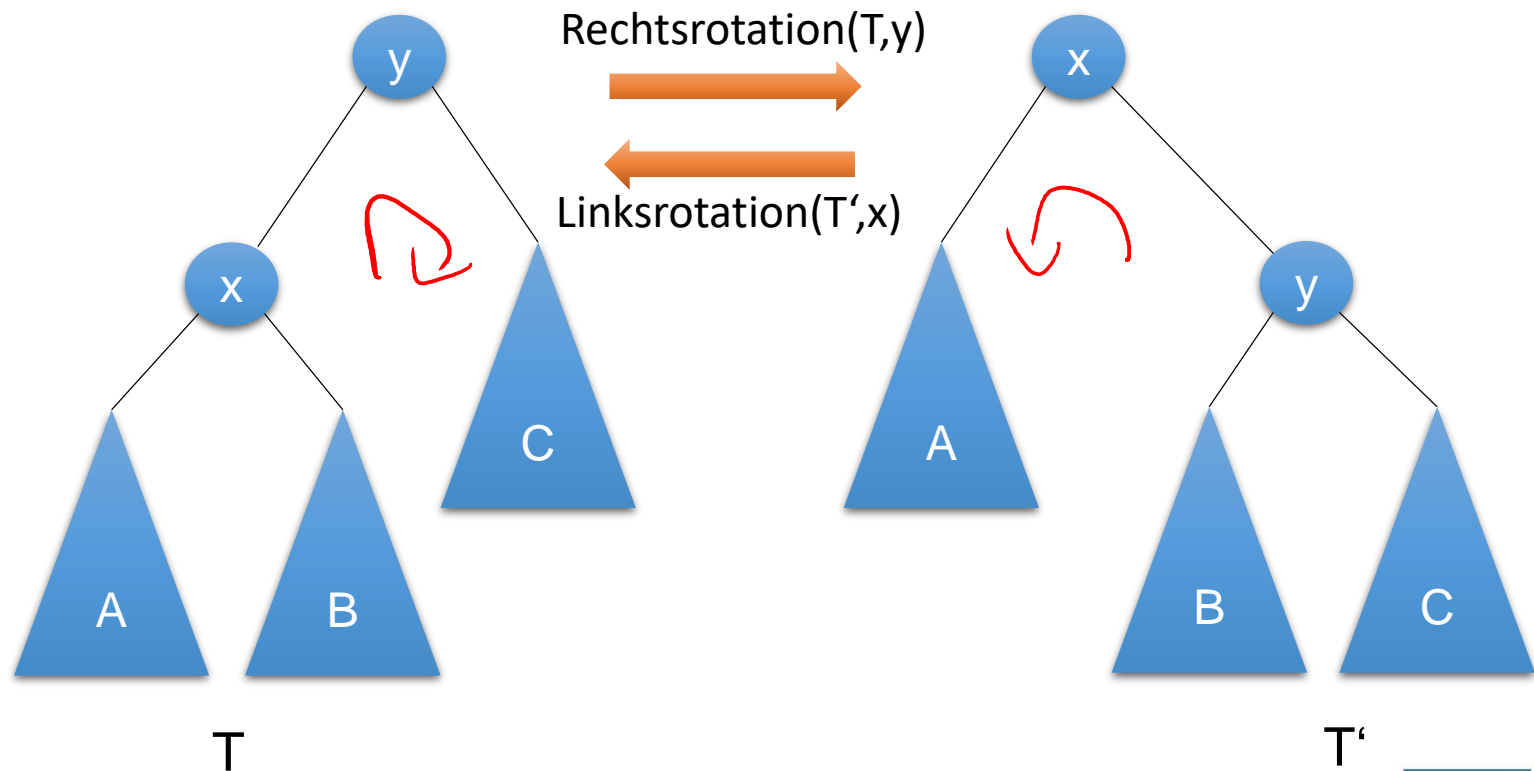 Rechtsrotation(T,y)
y
x
Linksrotation(T‘,x)
x
y
C
A
A
B
B
C
T
T‘